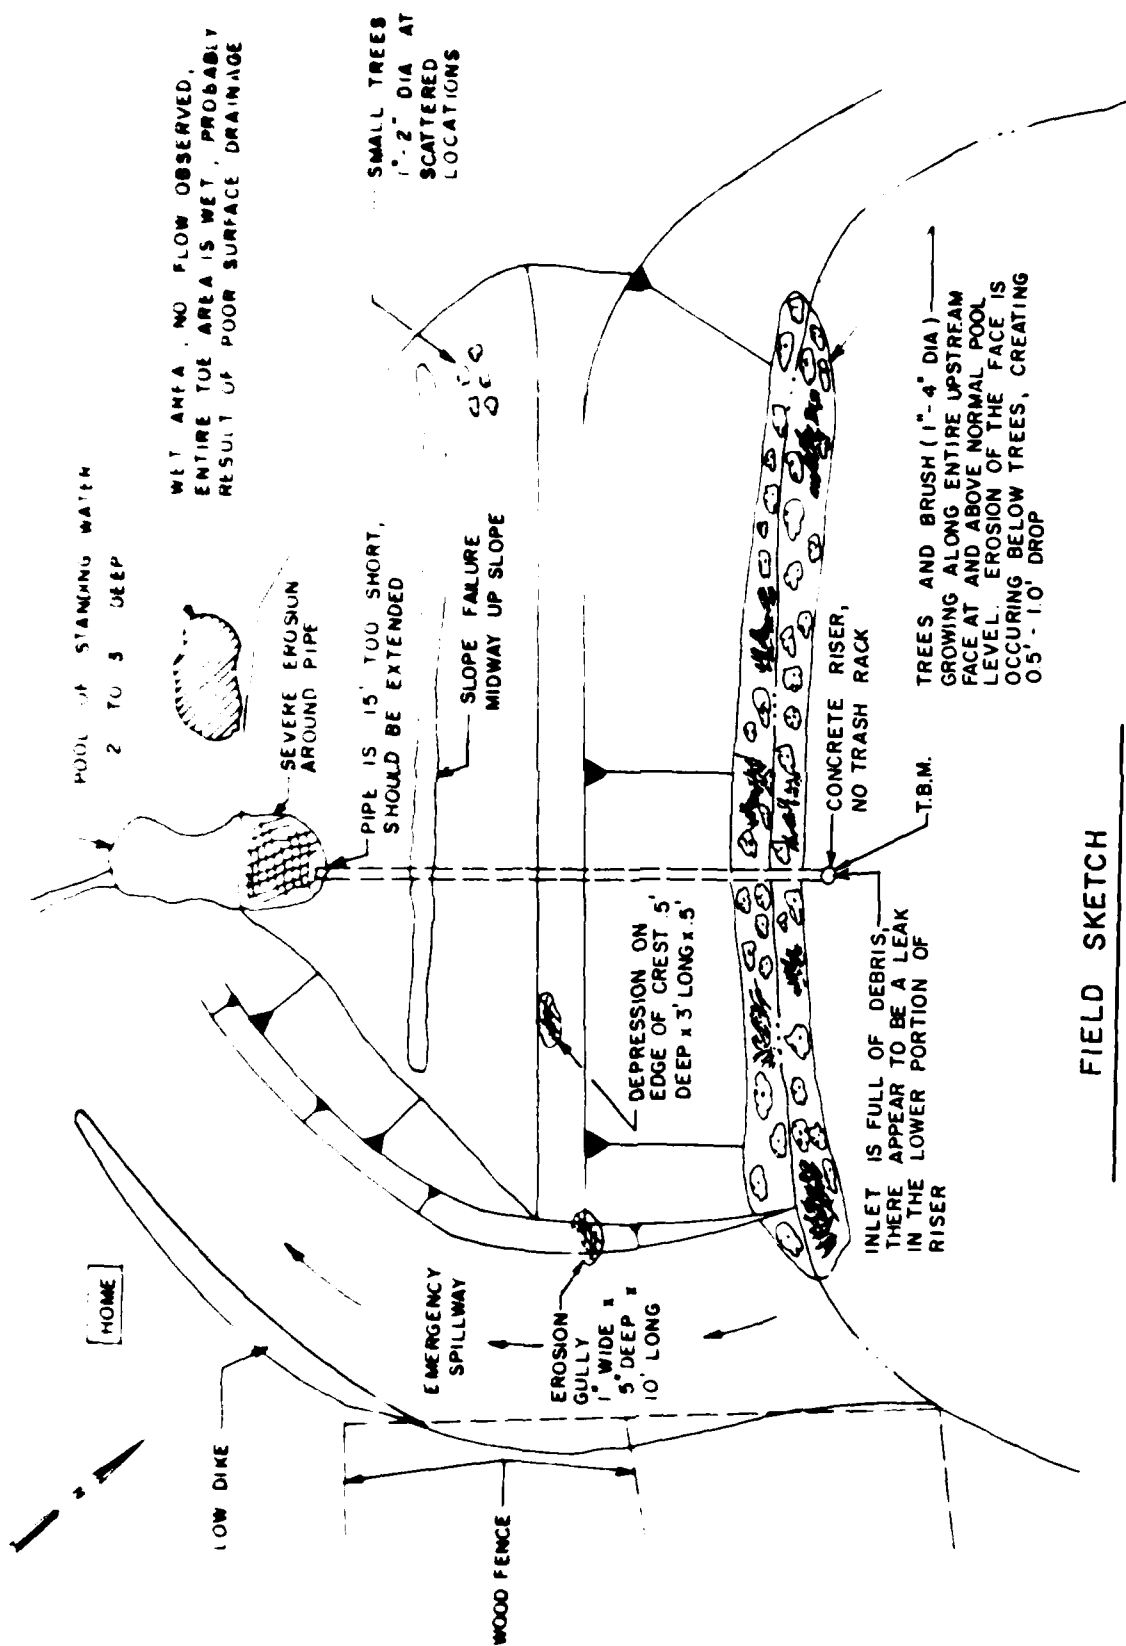 POOL OF STANDING WATER
2 TO 3 DEEP
WET AREA, NO FLOW OBSERVED,
ENTIRE TOE AREA IS WET, PROBABLY
RESULT OF POOR SURFACE DRAINAGE
SMALL TREES
1"-2" DIA AT
SCATTERED
LOCATIONS
SEVERE EROSION
AROUND PIPE
PIPE IS 15' TOO SHORT,
SHOULD BE EXTENDED
SLOPE FAILURE
MIDWAY UP SLOPE
HOME
LOW DIKE
N
EMERGENCY
SPILLWAY
WOOD FENCE
EROSION
GULLY
1" WIDE x
5" DEEP x
10' LONG
DEPRESSION ON
EDGE OF CREST .5'
DEEP x 3' LONG x .5'
INLET IS FULL OF DEBRIS,
THERE APPEAR TO BE A LEAK
IN THE LOWER PORTION OF
RISER
CONCRETE RISER,
NO TRASH RACK
T.B.M.
TREES AND BRUSH (1"-4" DIA)
GROWING ALONG ENTIRE UPSTREAM
FACE AT AND ABOVE NORMAL POOL
LEVEL. EROSION OF THE FACE IS
OCCURING BELOW TREES, CREATING
0.5'-1.0' DROP
FIELD SKETCH